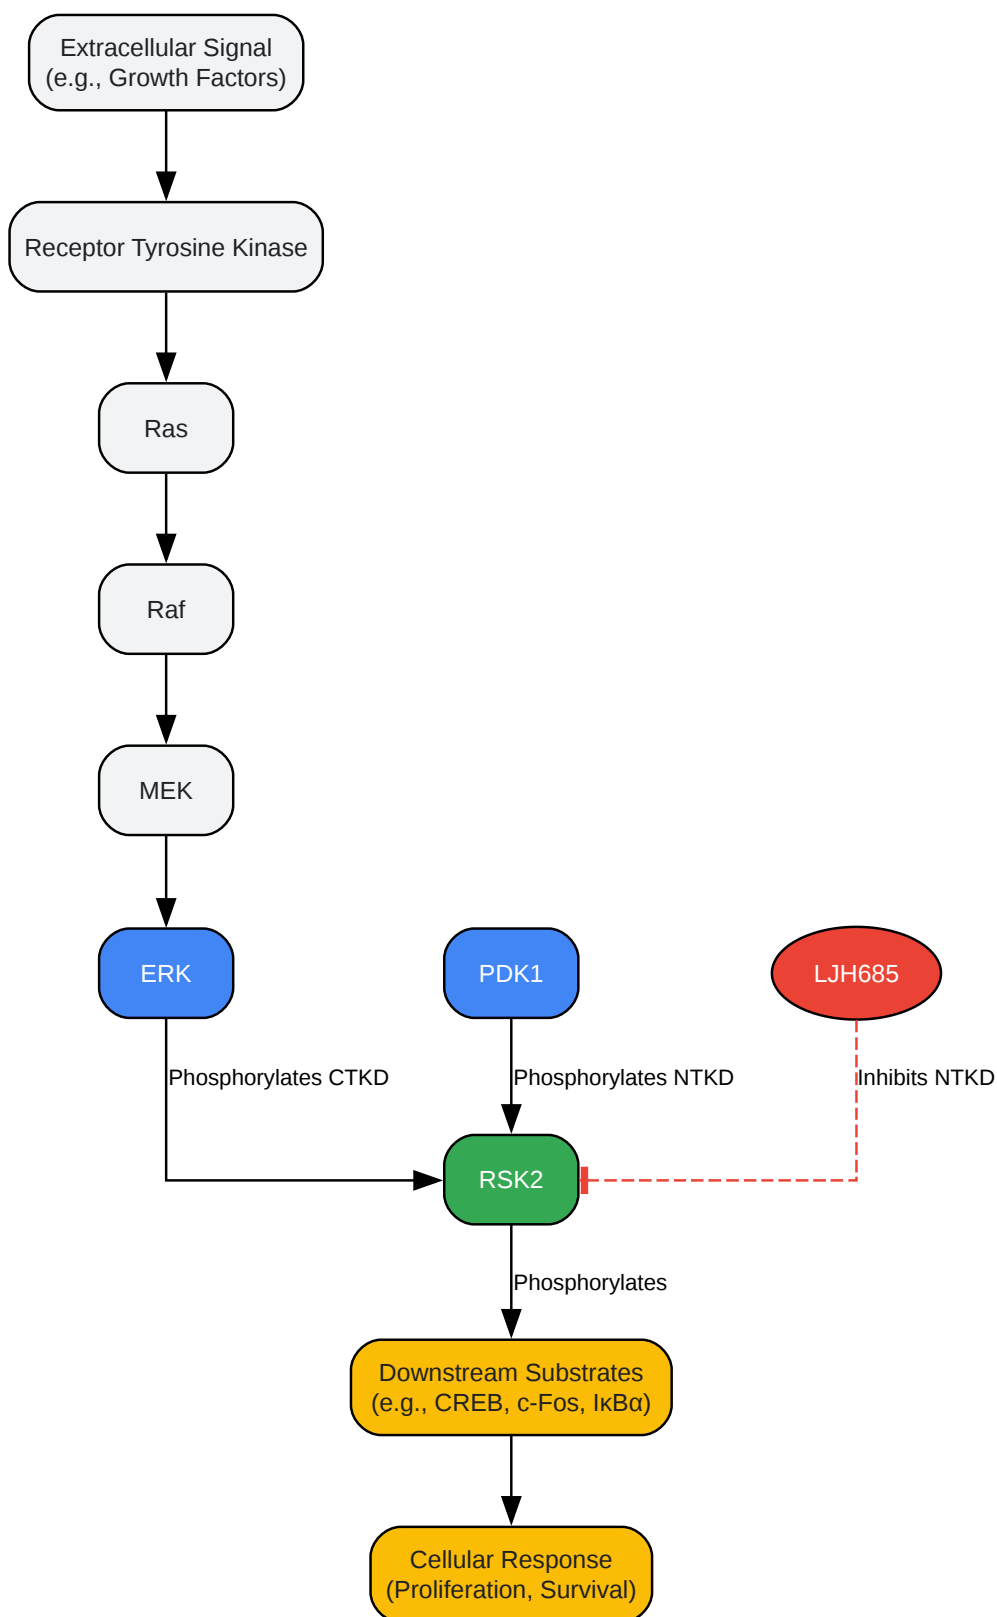 Extracellular Signal
(e.g., Growth Factors)
Receptor Tyrosine Kinase
Ras
Raf
MEK
ERK
PDK1
LJH685
Phosphorylates CTKD
Phosphorylates NTKD
Inhibits NTKD
RSK2
Phosphorylates
Downstream Substrates
(e.g., CREB, c-Fos, IκBα)
Cellular Response
(Proliferation, Survival)